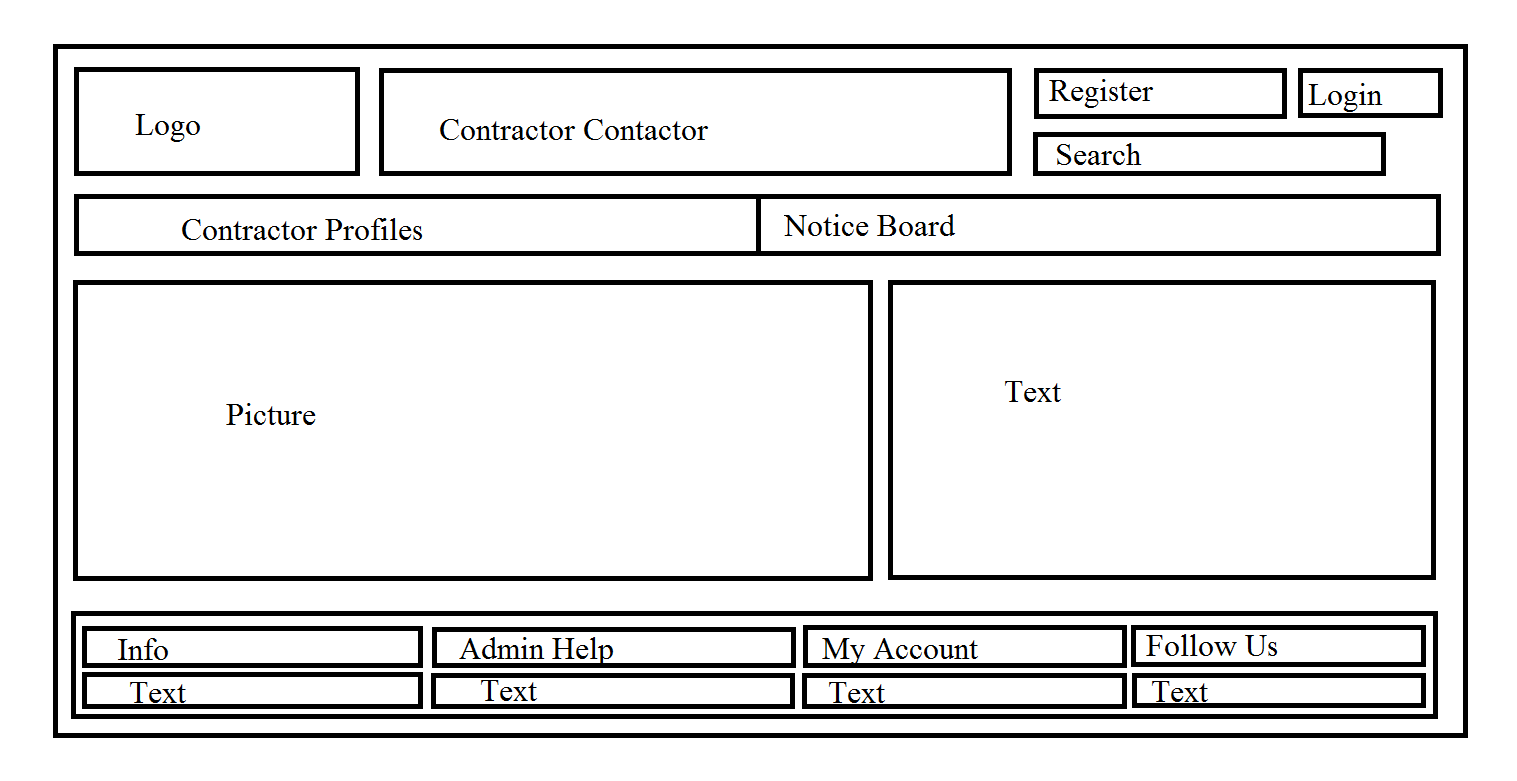 Logo
Contractor Contactor
Register
Login
Search
Contractor Profiles
Notice Board
Picture
Text
Info
Admin Help
My Account
Follow Us
Text
Text
Text
Text